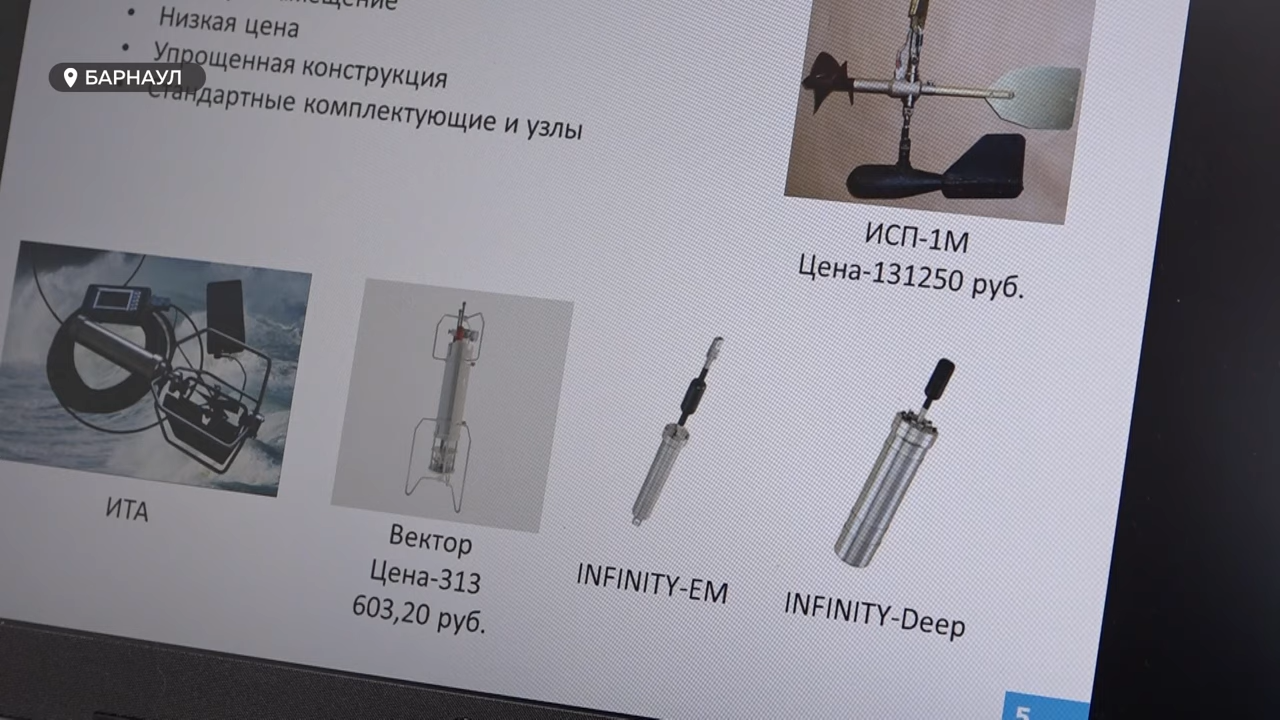 Низкая цена
Упрощенная конструкция
БАРНАУЛ
Стандартные комплектующие и узлы
ИСП-1М
Цена-131250 руб.
ИТА
Вектор
Цена-313
603,20 руб.
INFINITY-EM
INFINITY-Deep
5